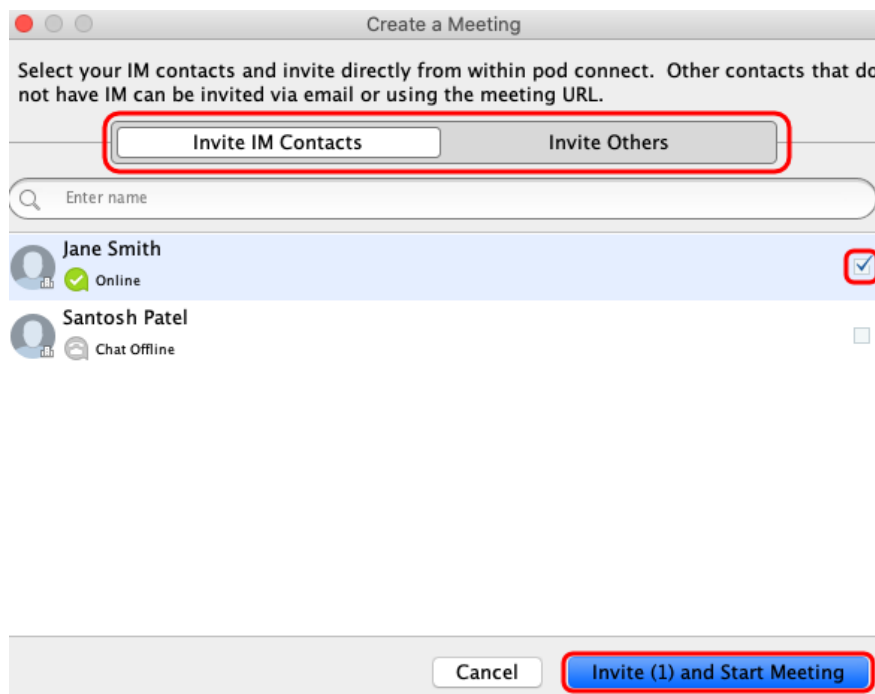 Create a Meeting
Select your IM contacts and invite directly from within pod connect. Other contacts that do
not have IM can be invited via email or using the meeting URL.
Invite IM Contacts Invite Others
Enter name
Jane Smith
Online
Santosh Patel
Chat Offline
Cancel Invite (1) and Start Meeting